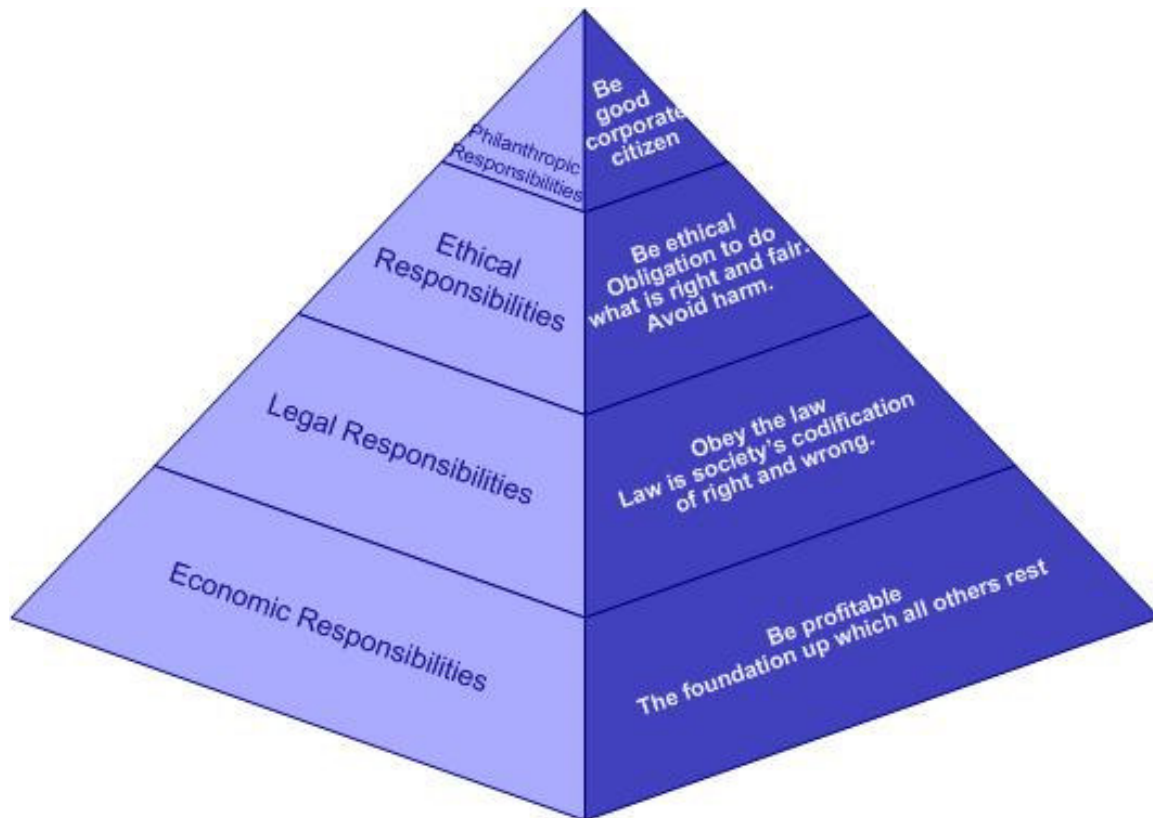 Philanthropic
Responsibilities
Be
good
corporate
citizen
Ethical
Responsibilities
Be ethical
Obligation to do
what is right and fair.
Avoid harm.
Legal Responsibilities
Obey the law
Law is society's codification
of right and wrong.
Economic Responsibilities
Be profitable
The foundation up which all others rest